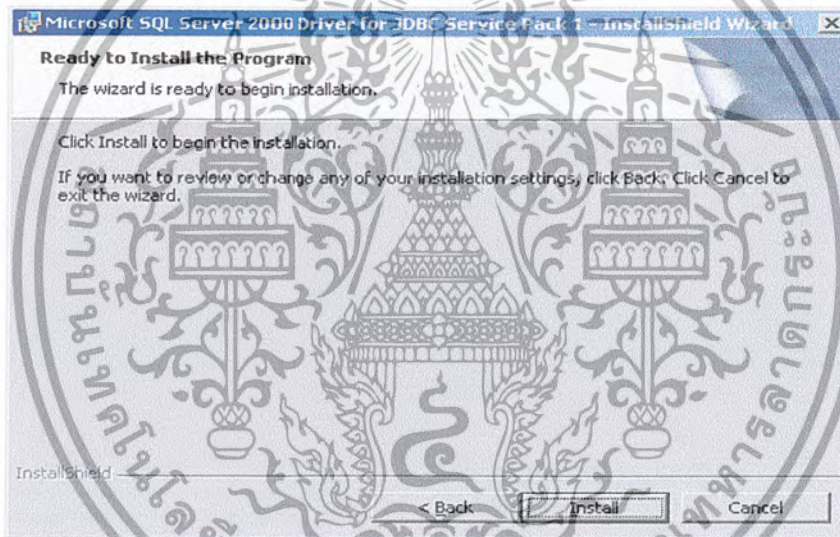 Microsoft SQL Server 2000 Driver for JDBC Service Pack 1 - InstallShield Wizard
Ready to Install the Program
The wizard is ready to begin installation.
Click Install to begin the installation.
If you want to review or change any of your installation settings, click Back. Click Cancel to
exit the wizard.
InstallShield
< Back
Install
Cancel